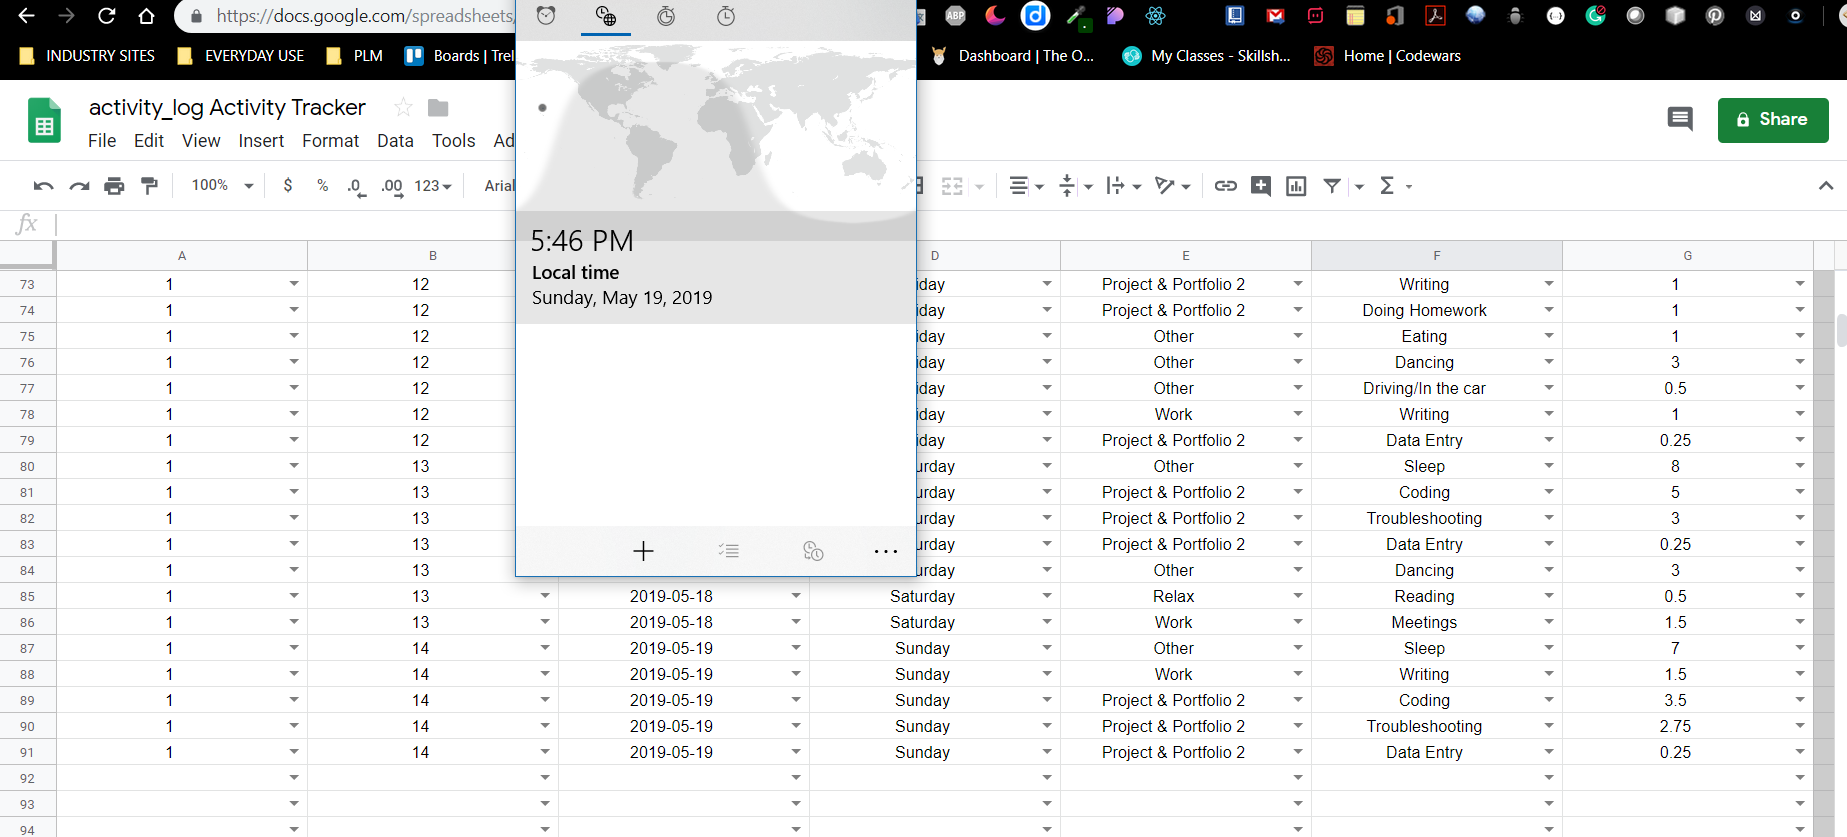 https://docs.google.com/spreadsheets/
ABP
INDUSTRY SITES EVERYDAY USE PLM Boards | Trel Dashboard | The O... My Classes - Skillsh... Home | Codewars
activity_log Activity Tracker
Share
File Edit View Insert Format Data Tools Ad
100% $ % .0 .00 123 Arial
fx
5:46 PM
Local time
Sunday, May 19, 2019
A B D E F G
73 1 12 iday Project & Portfolio 2 Writing 1
74 1 12 iday Project & Portfolio 2 Doing Homework 1
75 1 12 iday Other Eating 1
76 1 12 iday Other Dancing 3
77 1 12 iday Other Driving/In the car 0.5
78 1 12 iday Work Writing 1
79 1 12 iday Project & Portfolio 2 Data Entry 0.25
80 1 13 urday Other Sleep 8
81 1 13 urday Project & Portfolio 2 Coding 5
82 1 13 urday Project & Portfolio 2 Troubleshooting 3
83 1 13 urday Project & Portfolio 2 Data Entry 0.25
84 1 13 urday Other Dancing 3
85 1 13 2019-05-18 Saturday Relax Reading 0.5
86 1 13 2019-05-18 Saturday Work Meetings 1.5
87 1 14 2019-05-19 Sunday Other Sleep 7
88 1 14 2019-05-19 Sunday Work Writing 1.5
89 1 14 2019-05-19 Sunday Project & Portfolio 2 Coding 3.5
90 1 14 2019-05-19 Sunday Project & Portfolio 2 Troubleshooting 2.75
91 1 14 2019-05-19 Sunday Project & Portfolio 2 Data Entry 0.25
92
93
94